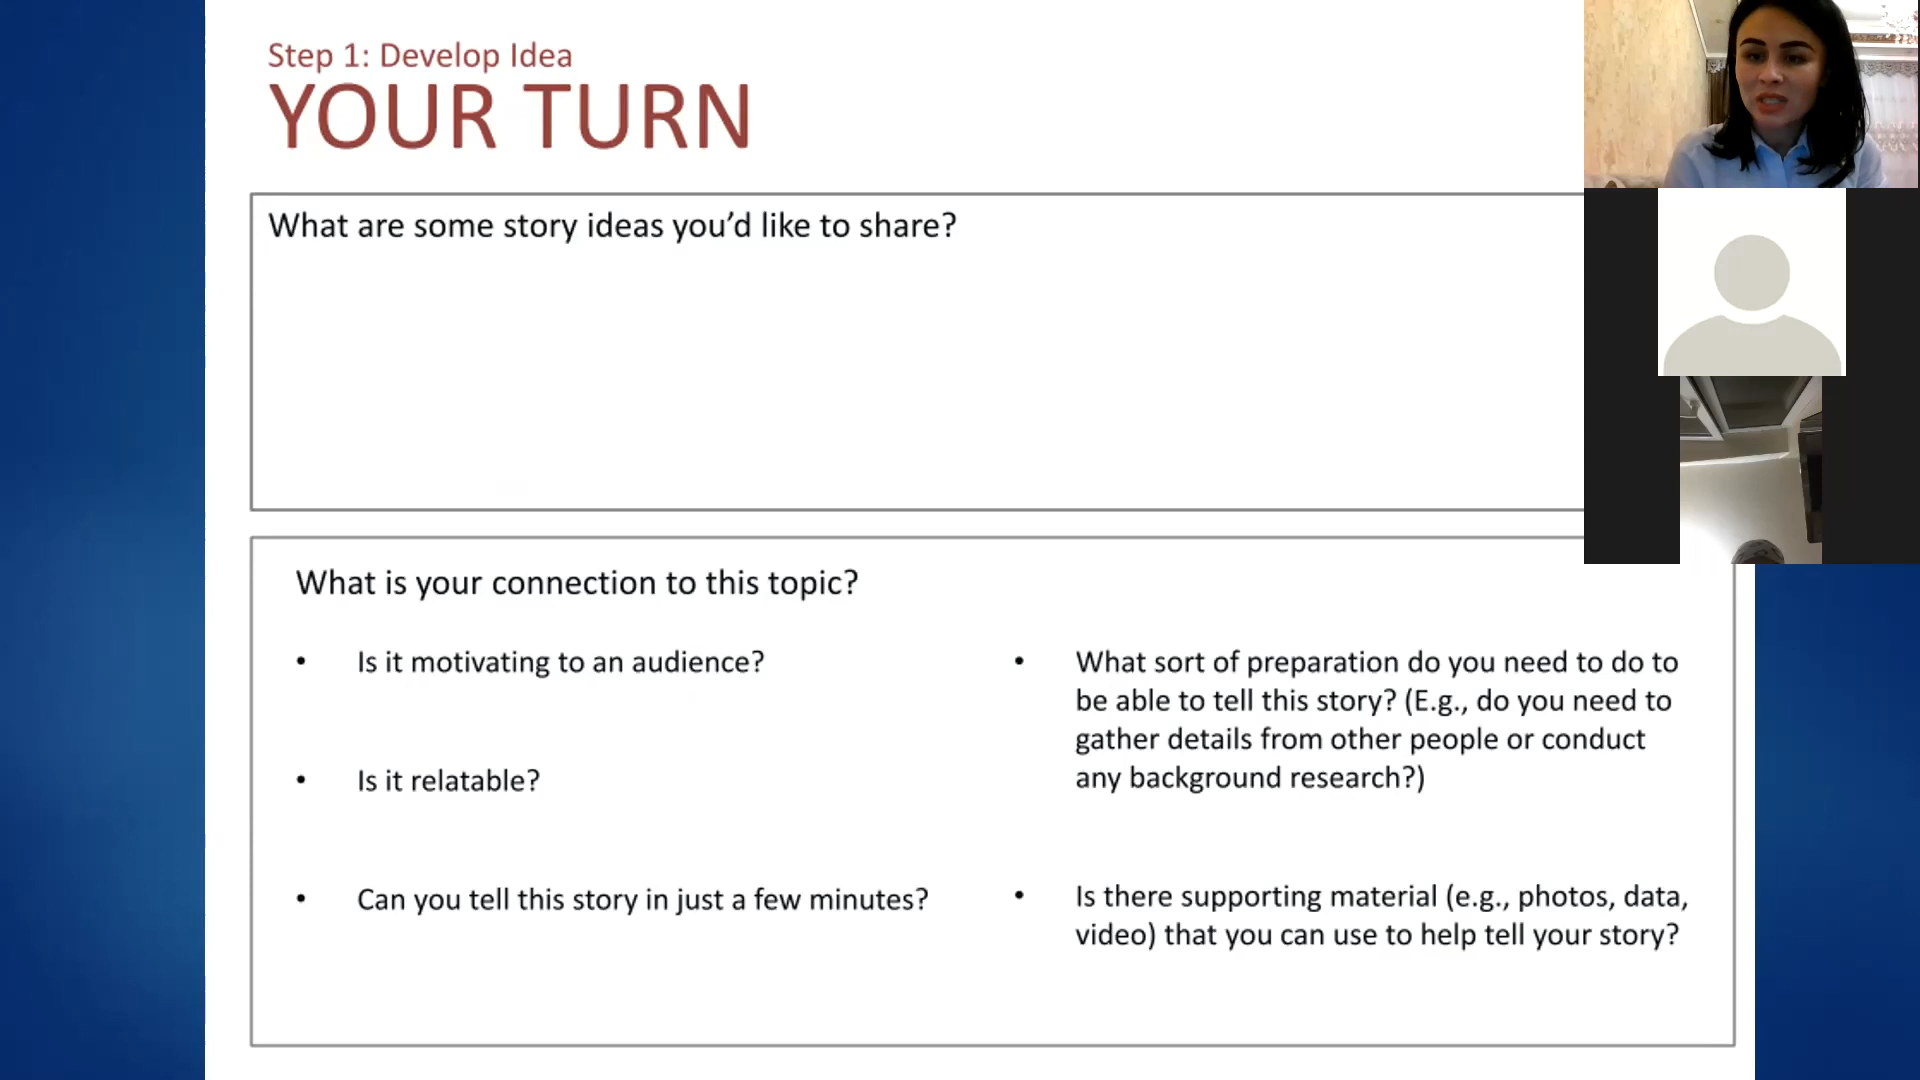 Step 1: Develop Idea
YOUR TURN
What are some story ideas you’d like to share?
What is your connection to this topic?
• Is it motivating to an audience?
• Is it relatable?
• Can you tell this story in just a few minutes?
• What sort of preparation do you need to do to
be able to tell this story? (E.g., do you need to
gather details from other people or conduct
any background research?)
• Is there supporting material (e.g., photos, data,
video) that you can use to help tell your story?